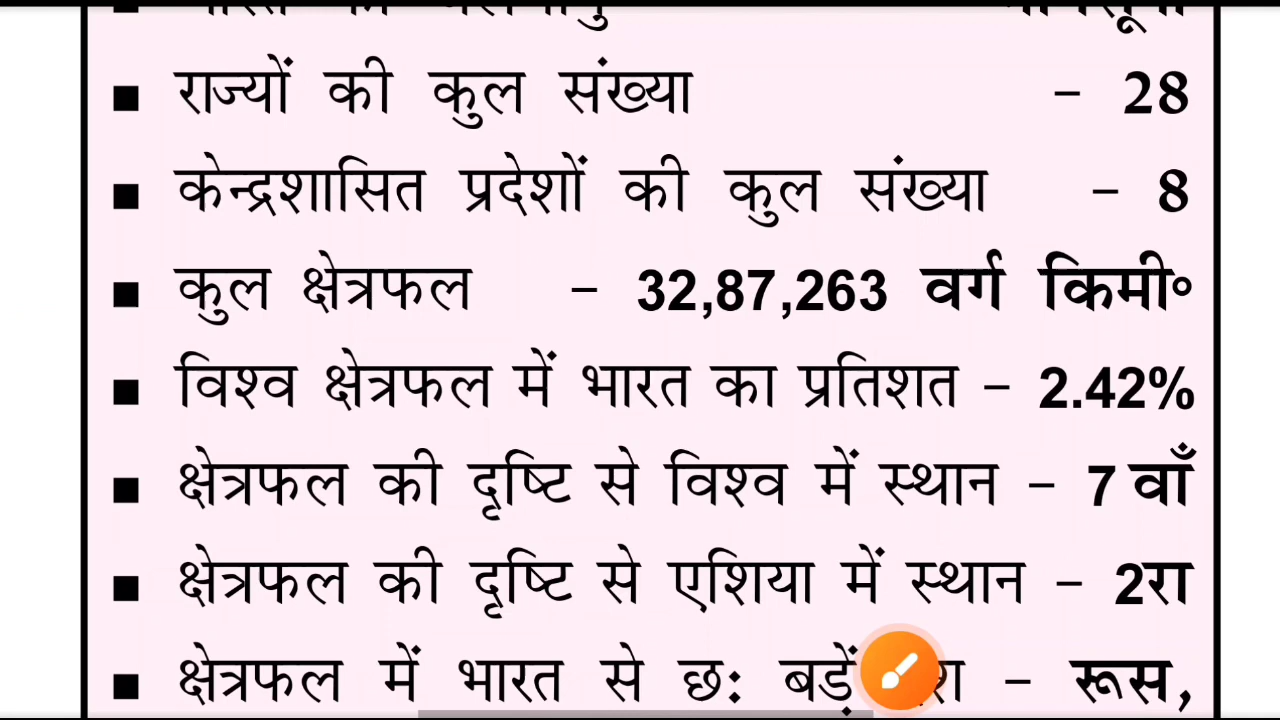 ■ राज्यों की कुल संख्या - 28
■ केन्द्रशासित प्रदेशों की कुल संख्या - 8
■ कुल क्षेत्रफल - 32,87,263 वर्ग किमी॰
■ विश्व क्षेत्रफल में भारत का प्रतिशत - 2.42%
■ क्षेत्रफल की दृष्टि से विश्व में स्थान - 7 वाँ
■ क्षेत्रफल की दृष्टि से एशिया में स्थान - 2रा
■ क्षेत्रफल में भारत से छः बड़ें - रूस,